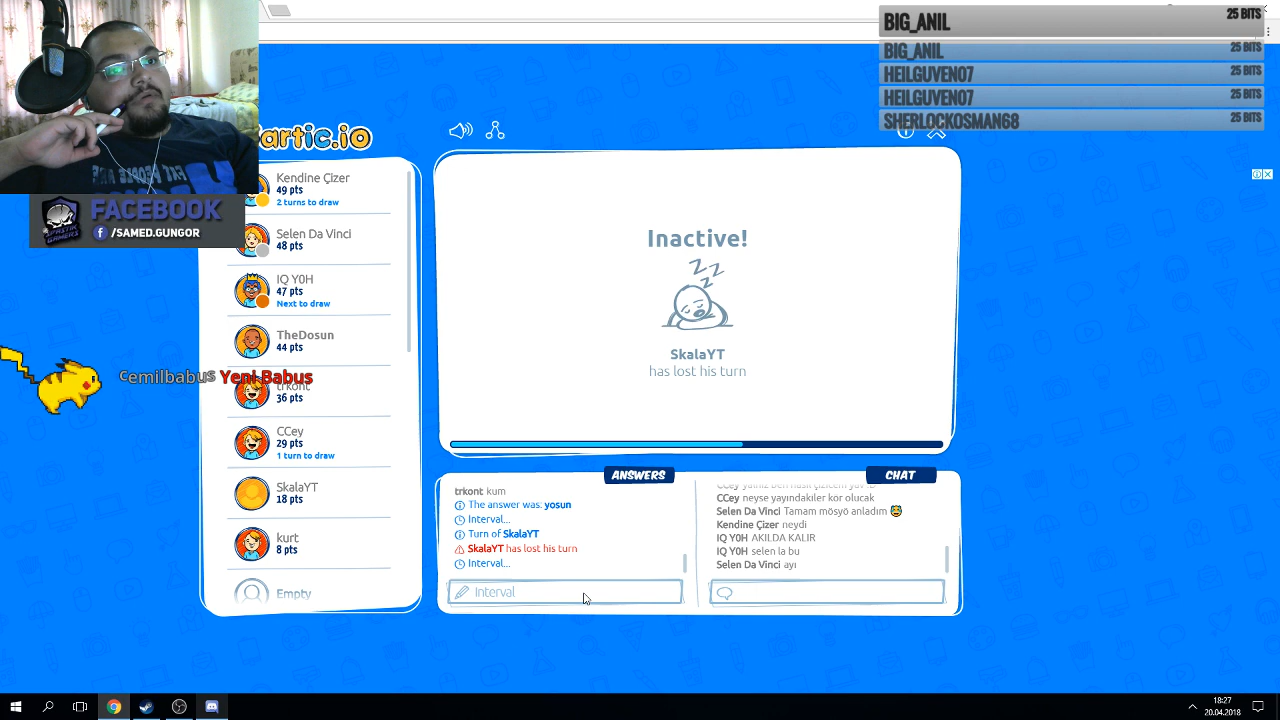 BIG_ANIL 25 BITS
BIG_ANIL 25 BITS
HEILGUVEN07 25 BITS
HEILGUVEN07 25 BITS
SHERLOCKOSMAN68 25 BITS
artic.io
FACEBOOK
/SAMED.GUNGOR
Kendine Çizer
49 pts
2 turns to draw
Selen Da Vinci
48 pts
IQ Y0H
47 pts
Next to draw
TheDosun
44 pts
Cemilbabus Yeni Babus
trkont
36 pts
CCey
29 pts
1 turn to draw
SkalaYT
18 pts
kurt
8 pts
Empty
Inactive!
SkalaYT
has lost his turn
ANSWERS
trkont kum
The answer was: yosun
Interval...
Turn of SkalaYT
SkalaYT has lost his turn
Interval...
Interval
CHAT
CCey neyse yayındakiler kör olucak
Selen Da Vinci Tamam mösyö anladım
Kendine Çizer neydi
IQ Y0H AKILDA KALIR
IQ Y0H selen la bu
Selen Da Vinci ayı
18:27
20.04.2018